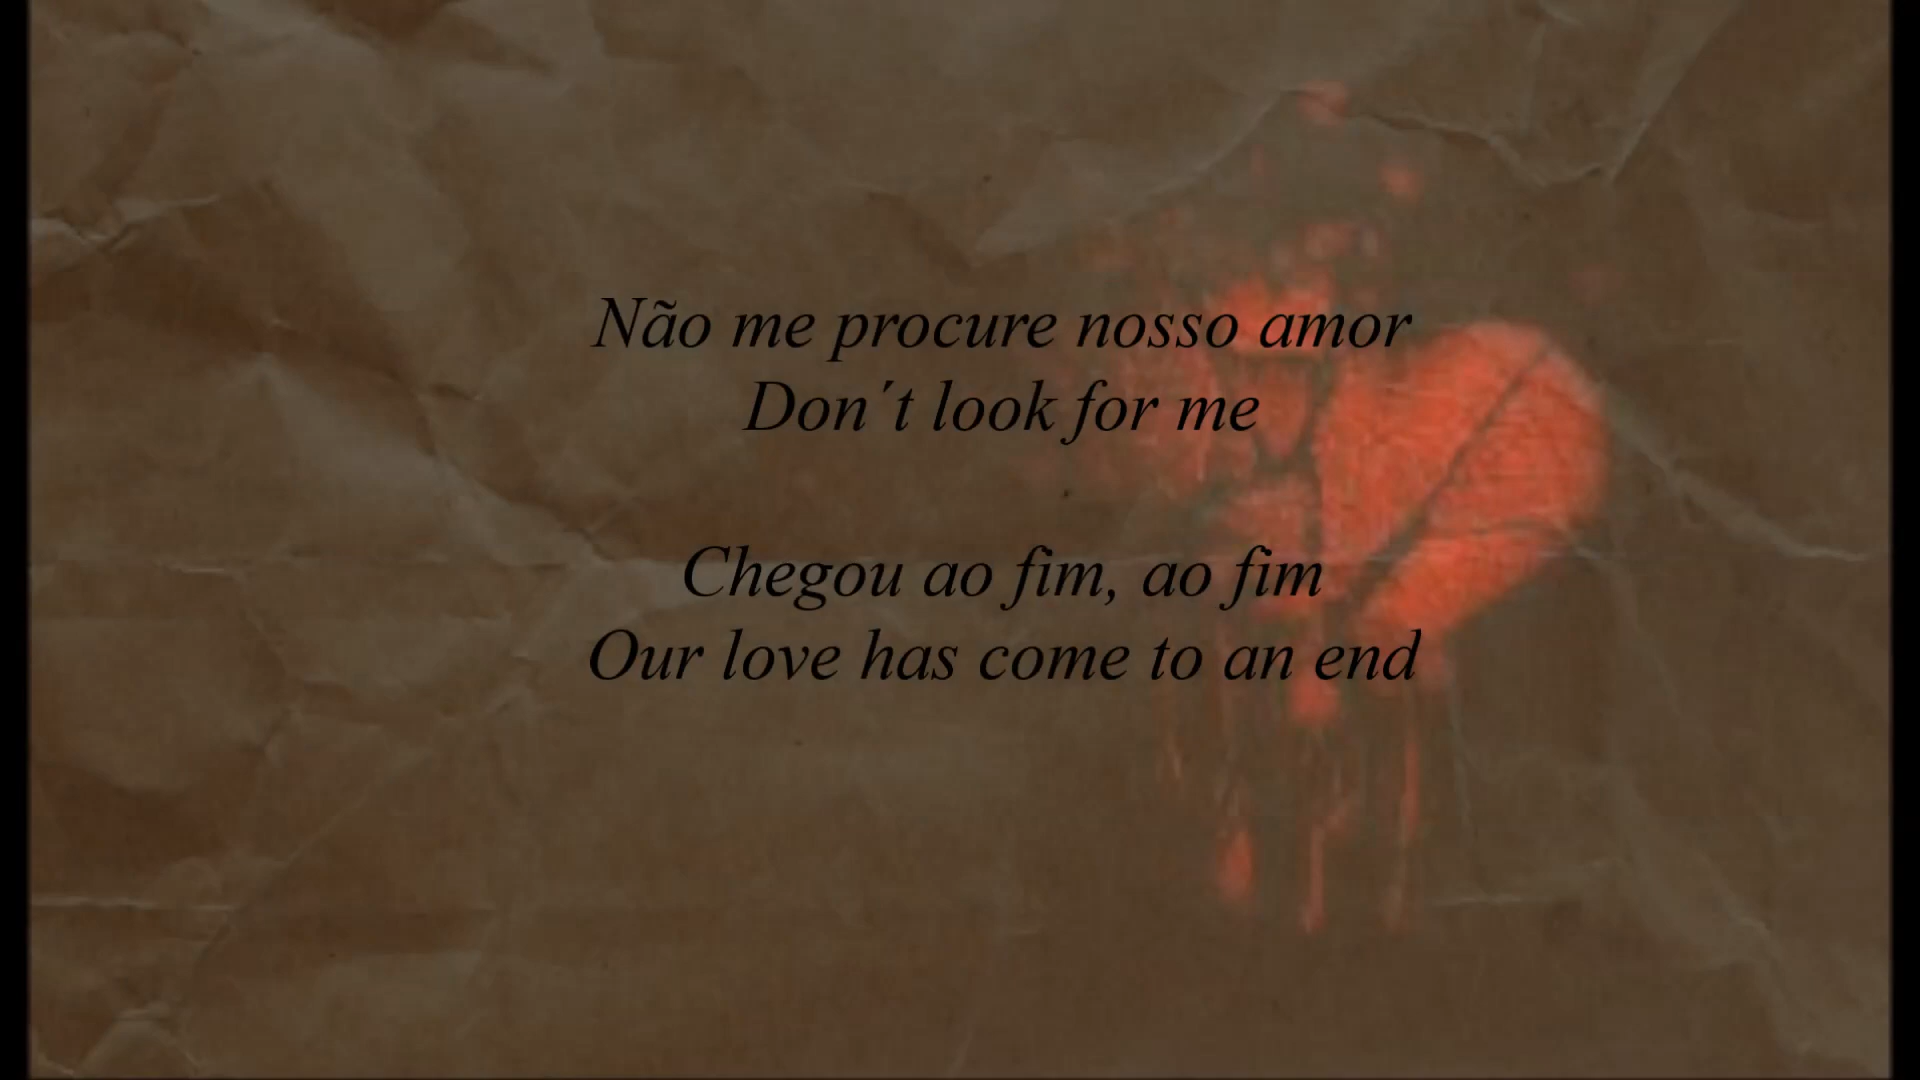 Não me procure nosso amor
Don´t look for me
Chegou ao fim, ao fim
Our love has come to an end